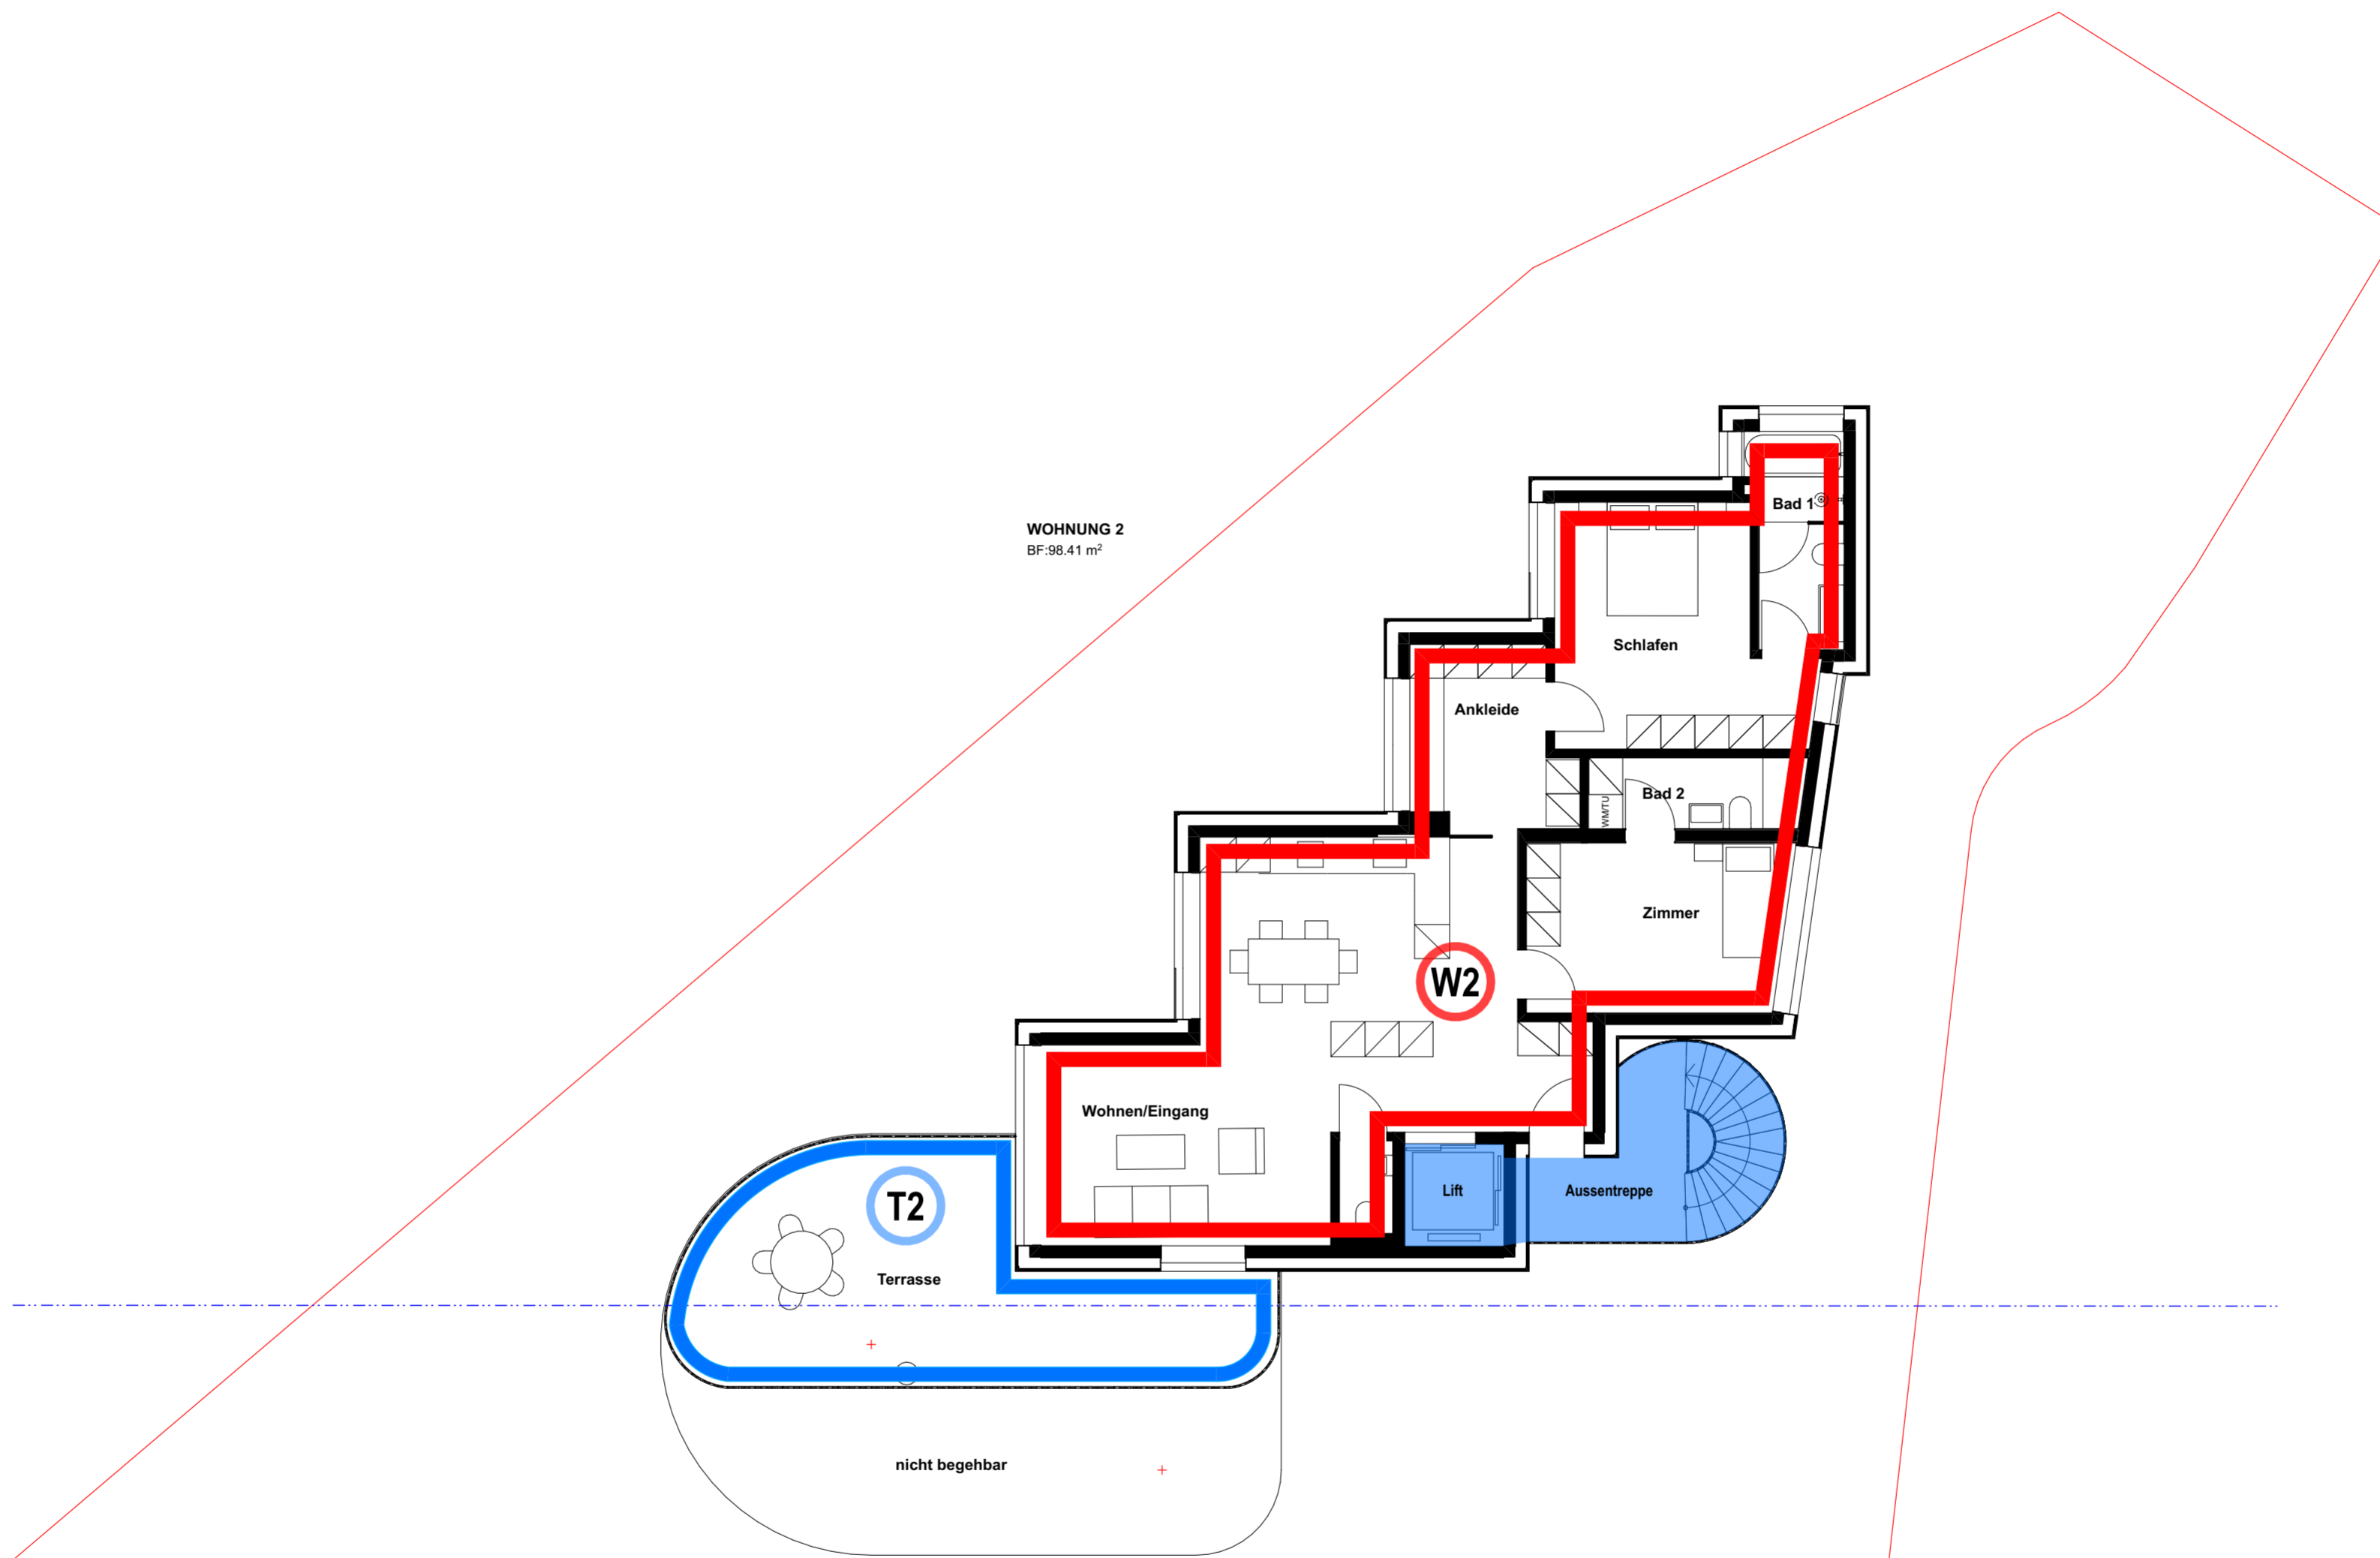 WOHNUNG 2
BF:98.41 m²
Bad 1
Schlafen
Ankleide
Bad 2
WM/TU
Zimmer
W2
Wohnen/Eingang
Lift
Aussentreppe
T2
Terrasse
nicht begehbar